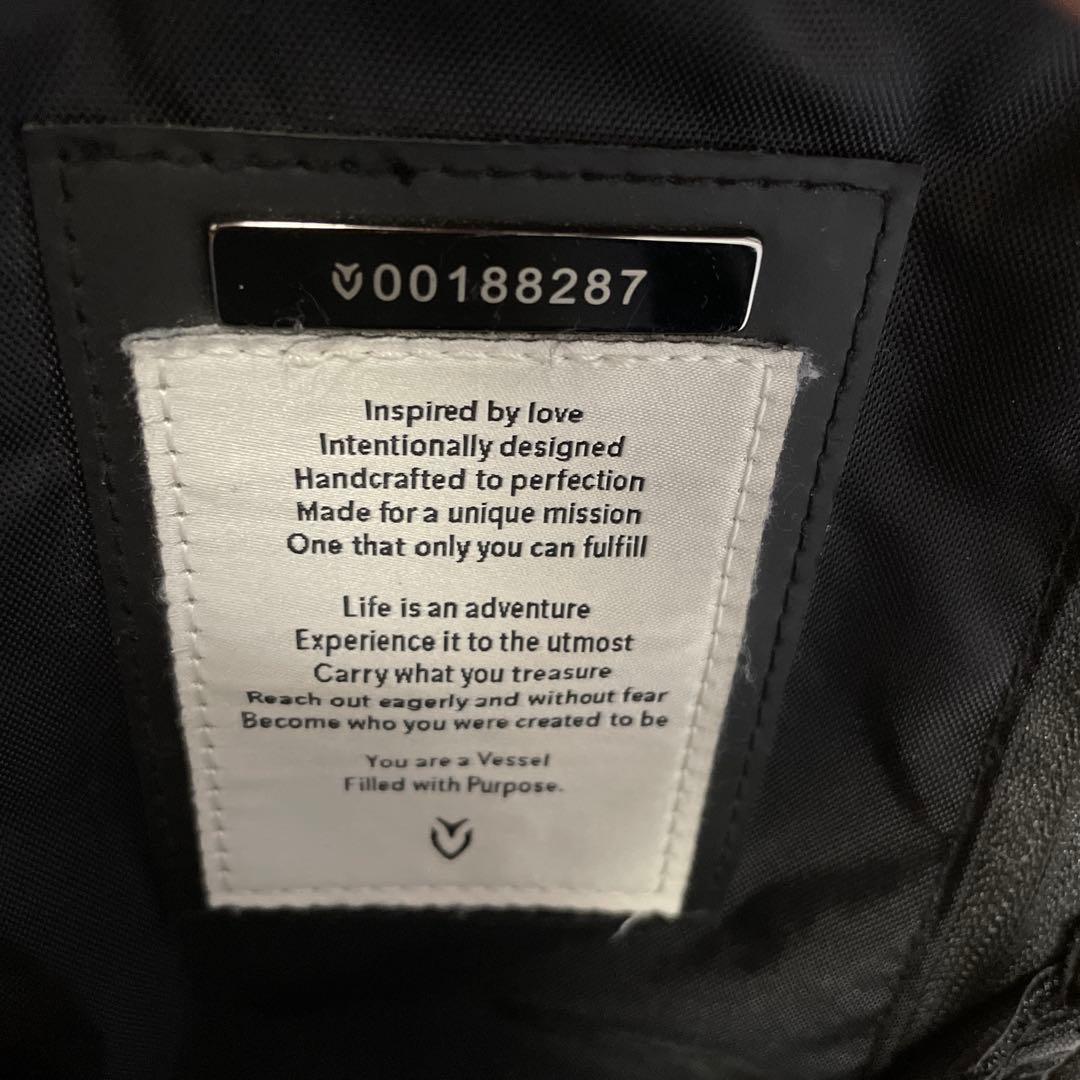 00188287
Inspired by love
Intentionally designed
Handcrafted to perfection
Made for a unique mission
One that only you can fulfill
Life is an adventure
Experience it to the utmost
Carry what you treasure
Reach out eagerly and without fear
Become who you were created to be
You are a Vessel
Filled with Purpose.